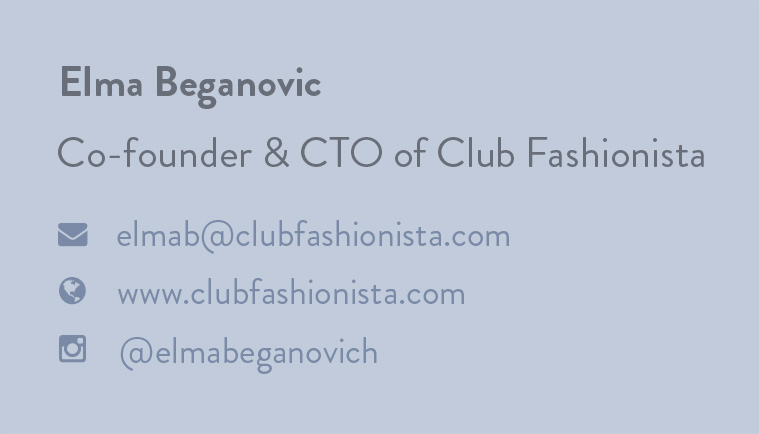 Elma Beganovic
Co-founder & CTO of Club Fashionista
elmab@clubfashionista.com
www.clubfashionista.com
@elmabeganovich